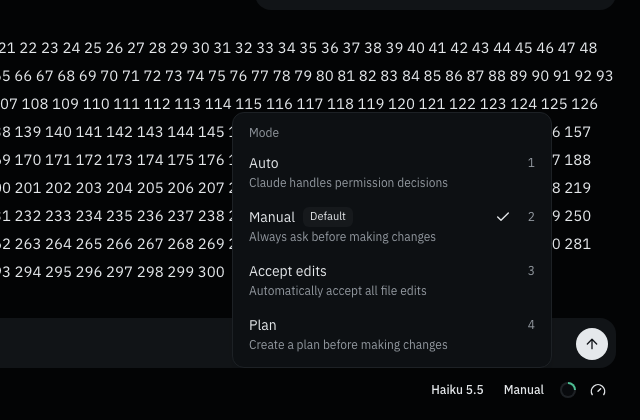 21 22 23 24 25 26 27 28 29 30 31 32 33 34 35 36 37 38 39 40 41 42 43 44 45 46 47 48
65 66 67 68 69 70 71 72 73 74 75 76 77 78 79 80 81 82 83 84 85 86 87 88 89 90 91 92 93
07 108 109 110 111 112 113 114 115 116 117 118 119 120 121 122 123 124 125 126
8 139 140 141 142 143 144 145 157
9 170 171 172 173 174 175 176 188
0 201 202 203 204 205 206 207 219
1 232 233 234 235 236 237 238 250
2 263 264 265 266 267 268 269 281
3 294 295 296 297 298 299 300
Mode
Auto 1
Claude handles permission decisions
Manual Default 2
Always ask before making changes
Accept edits 3
Automatically accept all file edits
Plan 4
Create a plan before making changes
Haiku 5.5 Manual